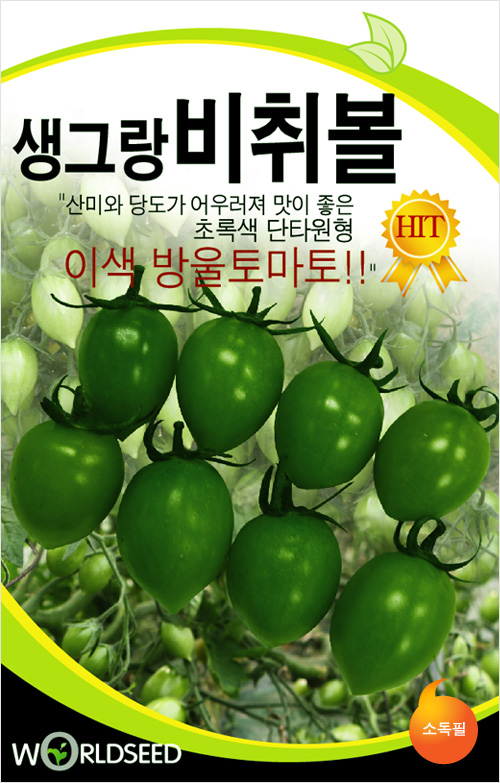 생그랑 비취볼
"산미와 당도가 어우러져 맛이 좋은
초록색 단타원형
이색 방울토마토!!"
HIT
소독필
WORLDSEED